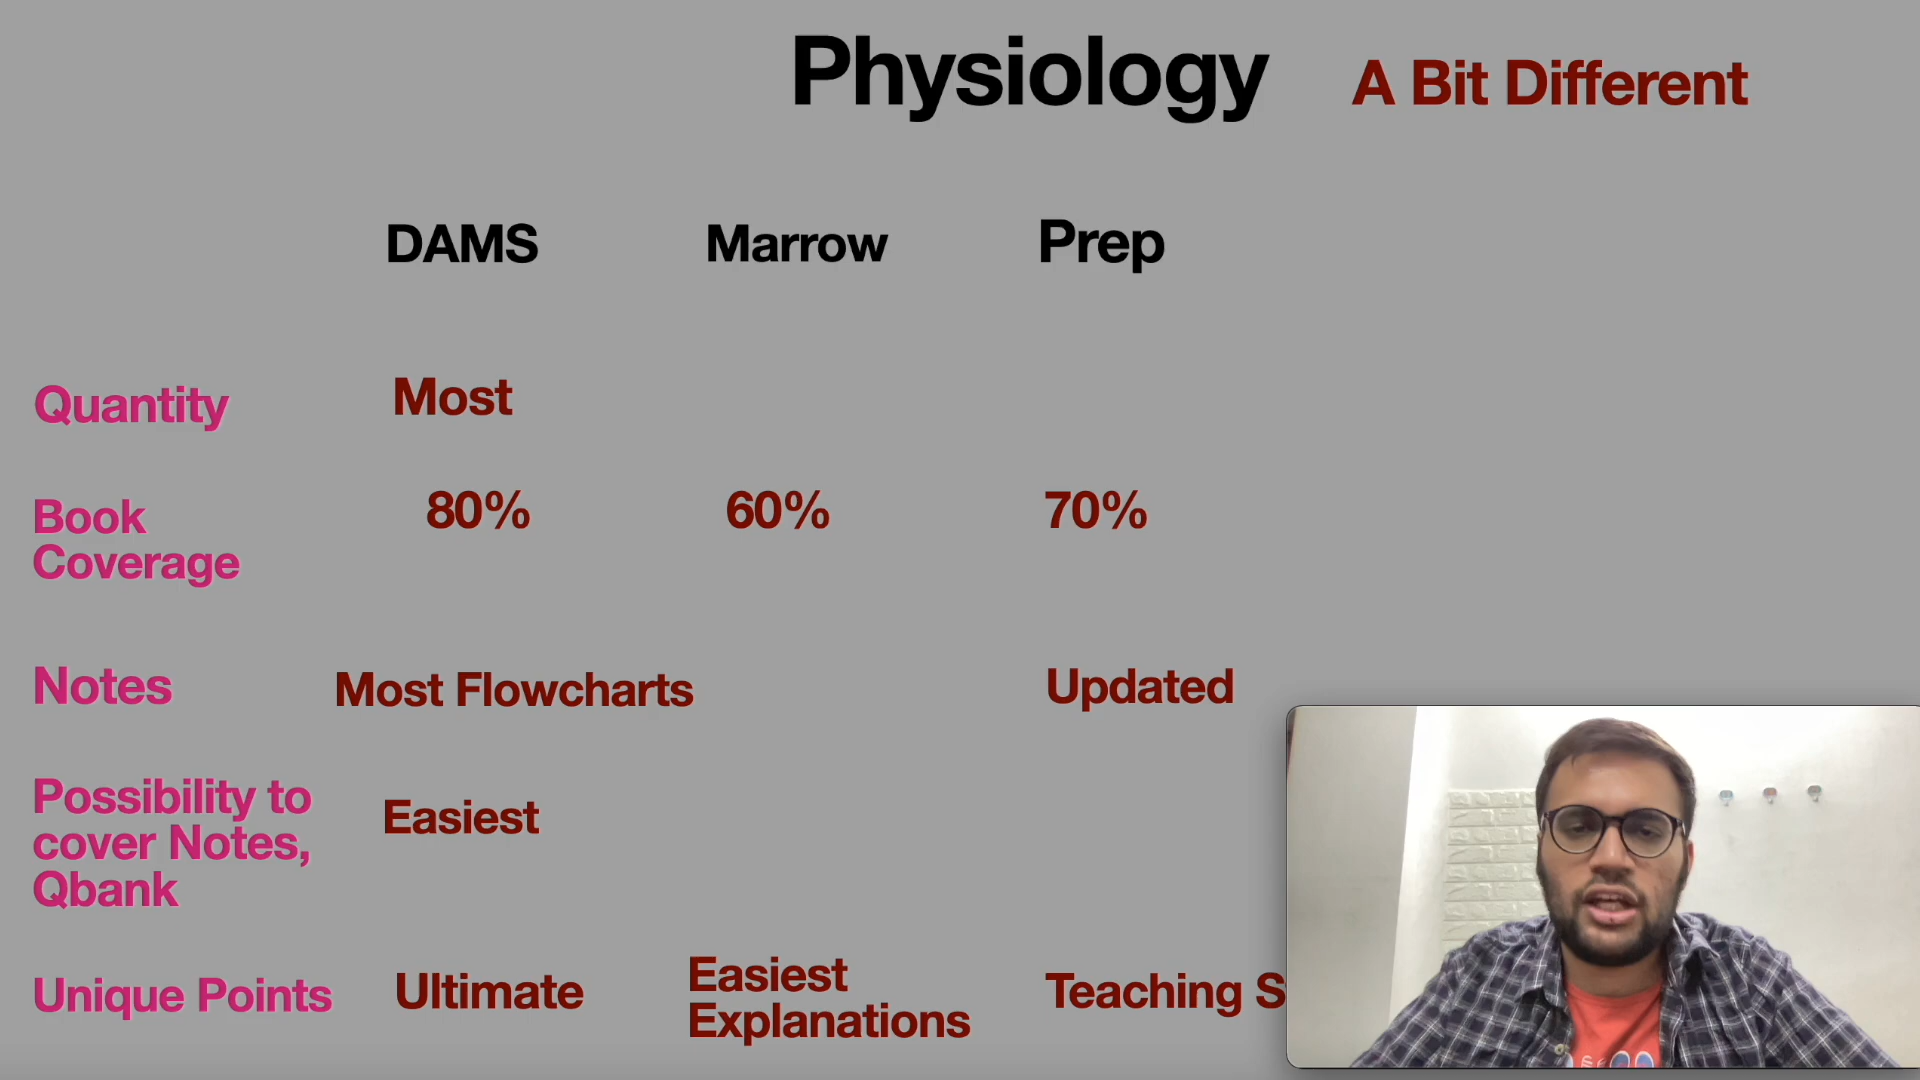 Physiology A Bit Different
DAMS Marrow Prep
Quantity Most
Book
Coverage
80% 60% 70%
Notes Most Flowcharts Updated
Possibility to
cover Notes,
Qbank
Easiest
Unique Points Ultimate
Easiest
Explanations
Teaching S